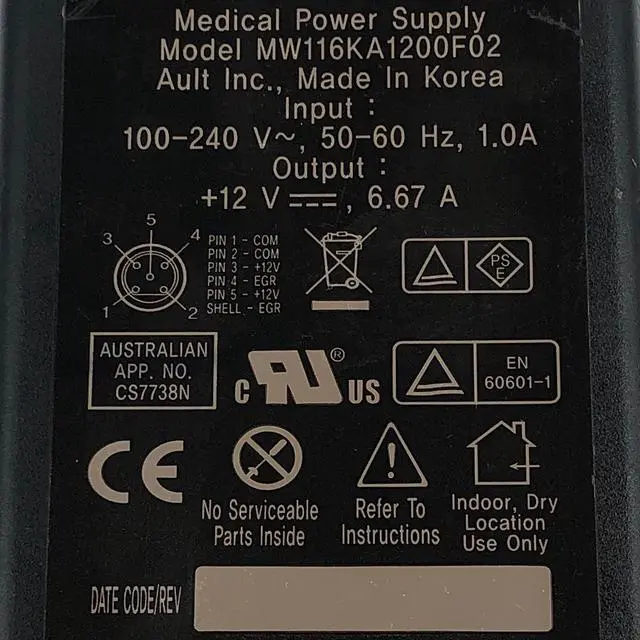 Medical Power Supply
Model MW116KA1200F02
Ault Inc., Made In Korea
Input :
100-240 V~, 50-60 Hz, 1.0A
Output :
+12 V ⎓, 6.67 A
5
3
4
1
2
PIN 1 - COM
PIN 2 - COM
PIN 3 - +12V
PIN 4 - EGR
PIN 5 - +12V
SHELL - EGR
PS
E
AUSTRALIAN
APP. NO.
CS7738N
C RU ® US
EN
60601-1
CE
No Serviceable
Parts Inside
Refer To
Instructions
Indoor, Dry
Location
Use Only
DATE CODE/REV